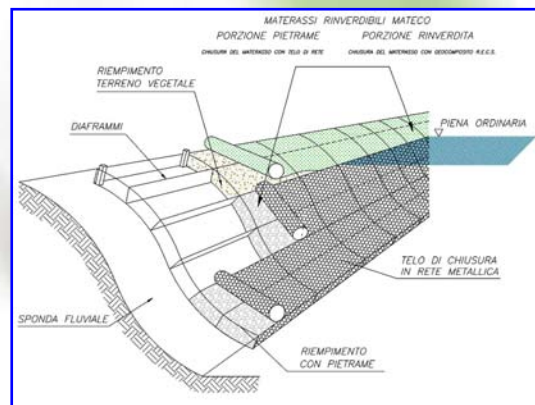 MATERASSI RINVERDIBILI MATECO
PORZIONE PIETRAME
PORZIONE RINVERDITA
CHIUSURA DEL MATERASSO CON TELO DI RETE
CHIUSURA DEL MATERASSO CON GEOCOMPOSITO R.E.C.S.
RIEMPIMENTO
TERRENO VEGETALE
DIAFRAMMI
PIENA ORDINARIA
TELO DI CHIUSURA
IN RETE METALLICA
SPONDA FLUVIALE
RIEMPIMENTO
CON PIETRAME